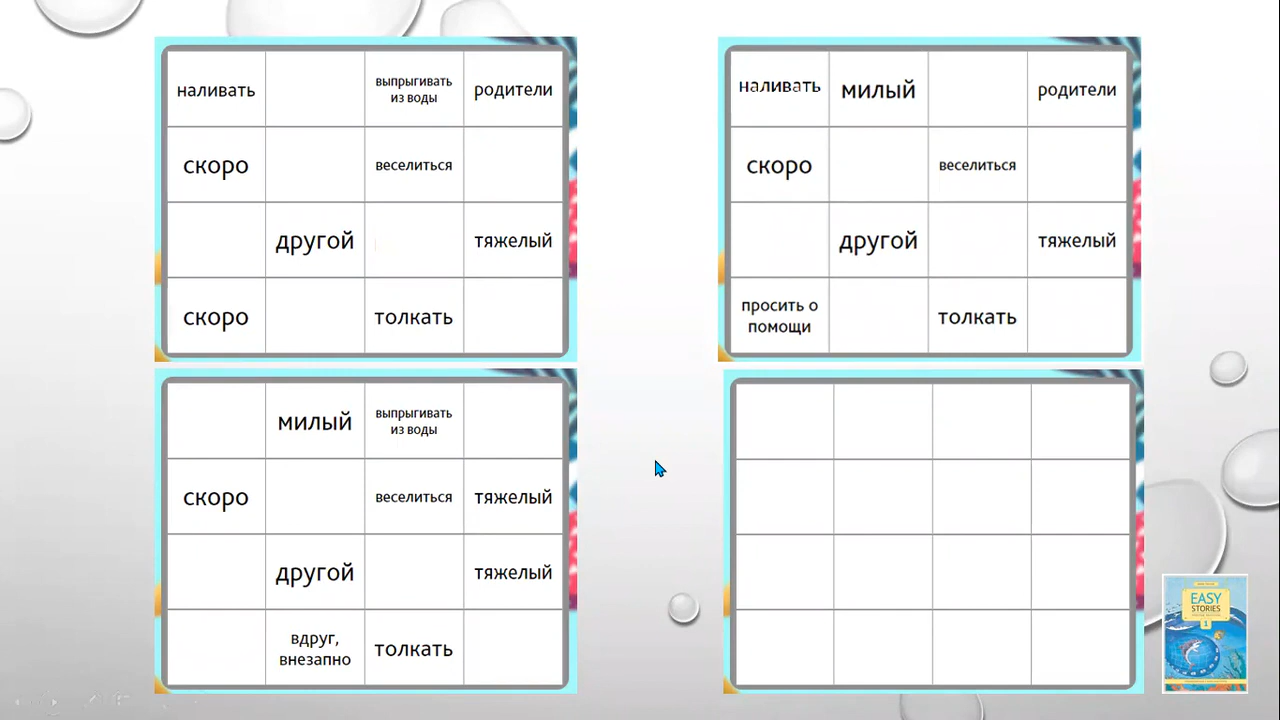 наливать
выпрыгивать
из воды
родители
скоро
веселиться
другой
тяжелый
скоро
толкать
наливать
милый
родители
скоро
веселиться
другой
тяжелый
просить о
помощи
толкать
милый
выпрыгивать
из воды
скоро
веселиться
тяжелый
другой
тяжелый
вдруг,
внезапно
толкать
EASY
STORIES
1